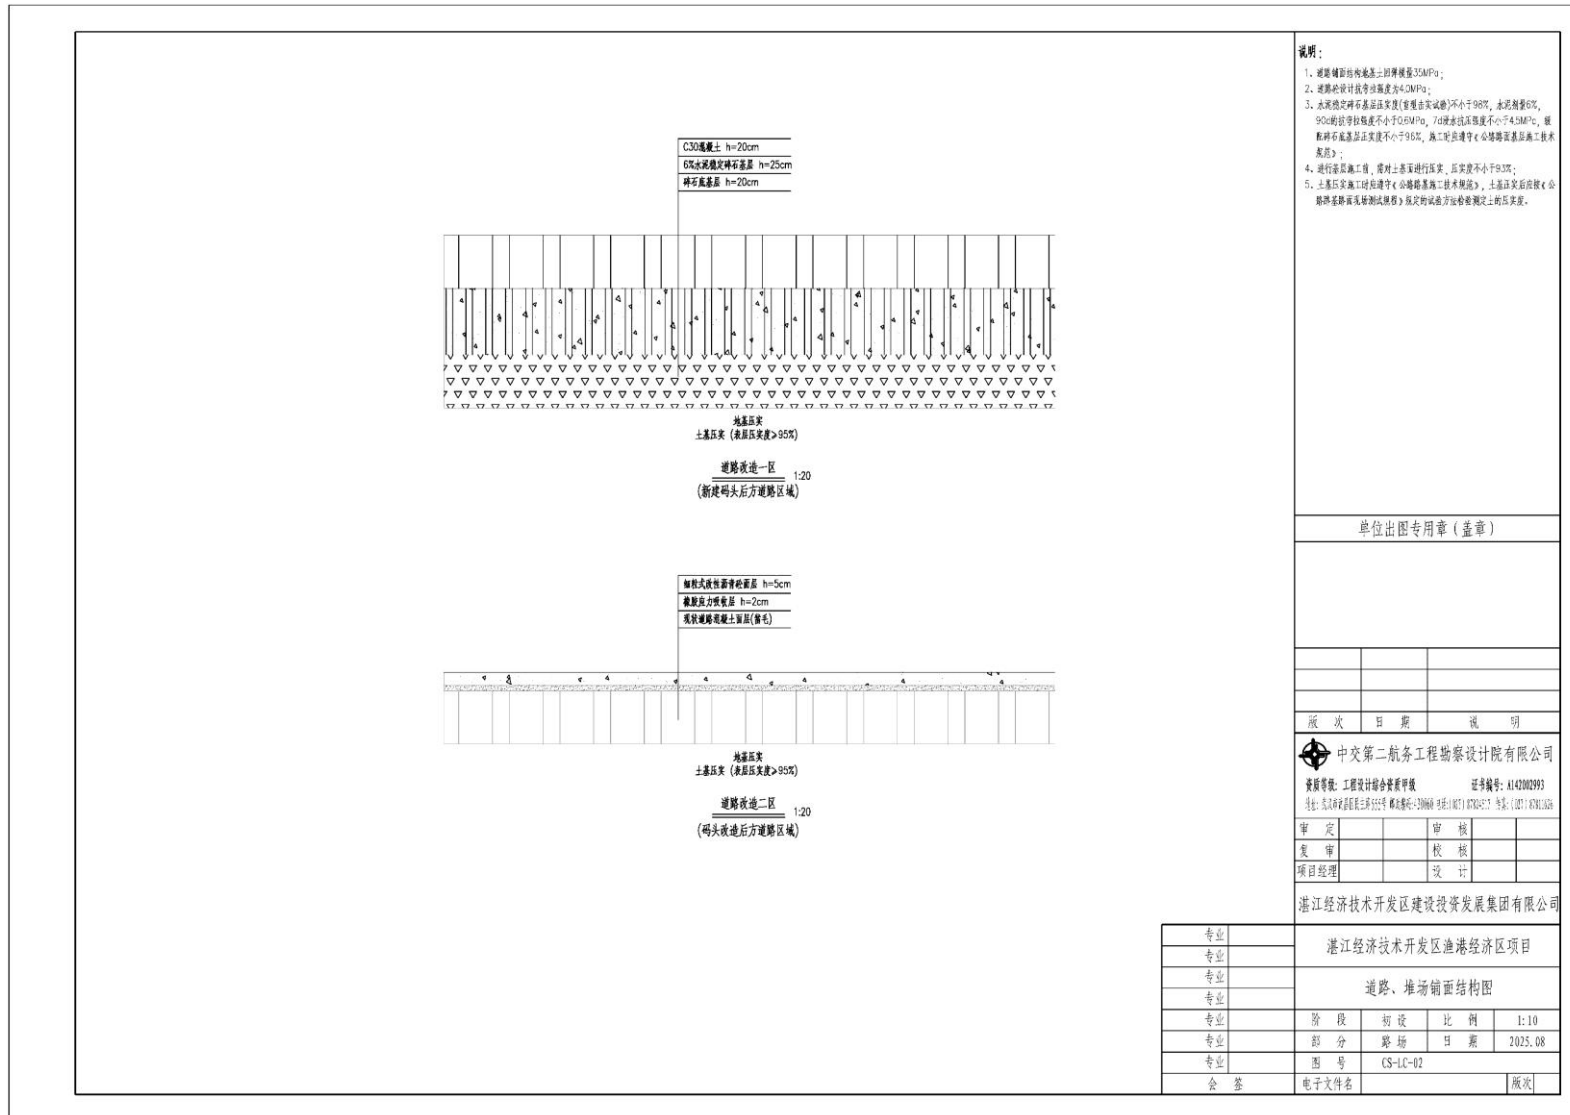 说明：
1、道路铺面结构地基土回弹模量35MPa；
2、道路砼设计抗弯拉强度为4.0MPa；
3、水泥稳定碎石基层压实度(重型击实试验)不小于98%，水泥剂量6%，
90d的抗弯拉强度不小于0.6MPa，7d浸水抗压强度不小于4.5MPa，级
配碎石底基层压实度不小于96%，施工时应遵守《公路路面基层施工技术
规范》；
4、进行基层施工前，需对土基面进行压实，压实度不小于93%；
5、土基压实施工时应遵守《公路路基施工技术规范》，土基压实后应按《公
路路基路面现场测试规程》规定的试验方法检验测定土的压实度。
C30混凝土 h=20cm
6%水泥稳定碎石基层 h=25cm
碎石底基层 h=20cm
地基压实
土基压实（表层压实度≥95%）
道路改造一区 1:20
(新建码头后方道路区域)
细粒式改性沥青砼面层 h=5cm
橡胶应力吸收层 h=2cm
现状道路混凝土面层(凿毛)
地基压实
土基压实（表层压实度≥95%）
道路改造二区 1:20
(码头改造后方道路区域)
单位出图专用章（盖章）
版 次 日 期 说 明
中交第二航务工程勘察设计院有限公司
资质等级: 工程设计综合资质甲级 证书编号: A142002993
审 定 审 核
复 审 校 核
项目经理 设 计
湛江经济技术开发区建设投资发展集团有限公司
专业
湛江经济技术开发区渔港经济区项目
专业
专业
道路、堆场铺面结构图
专业
专业 阶 段 初 设 比 例 1:10
专业 部 分 路 场 日 期 2025.08
专业 图 号 CS-LC-02
会 签 电子文件名 版次